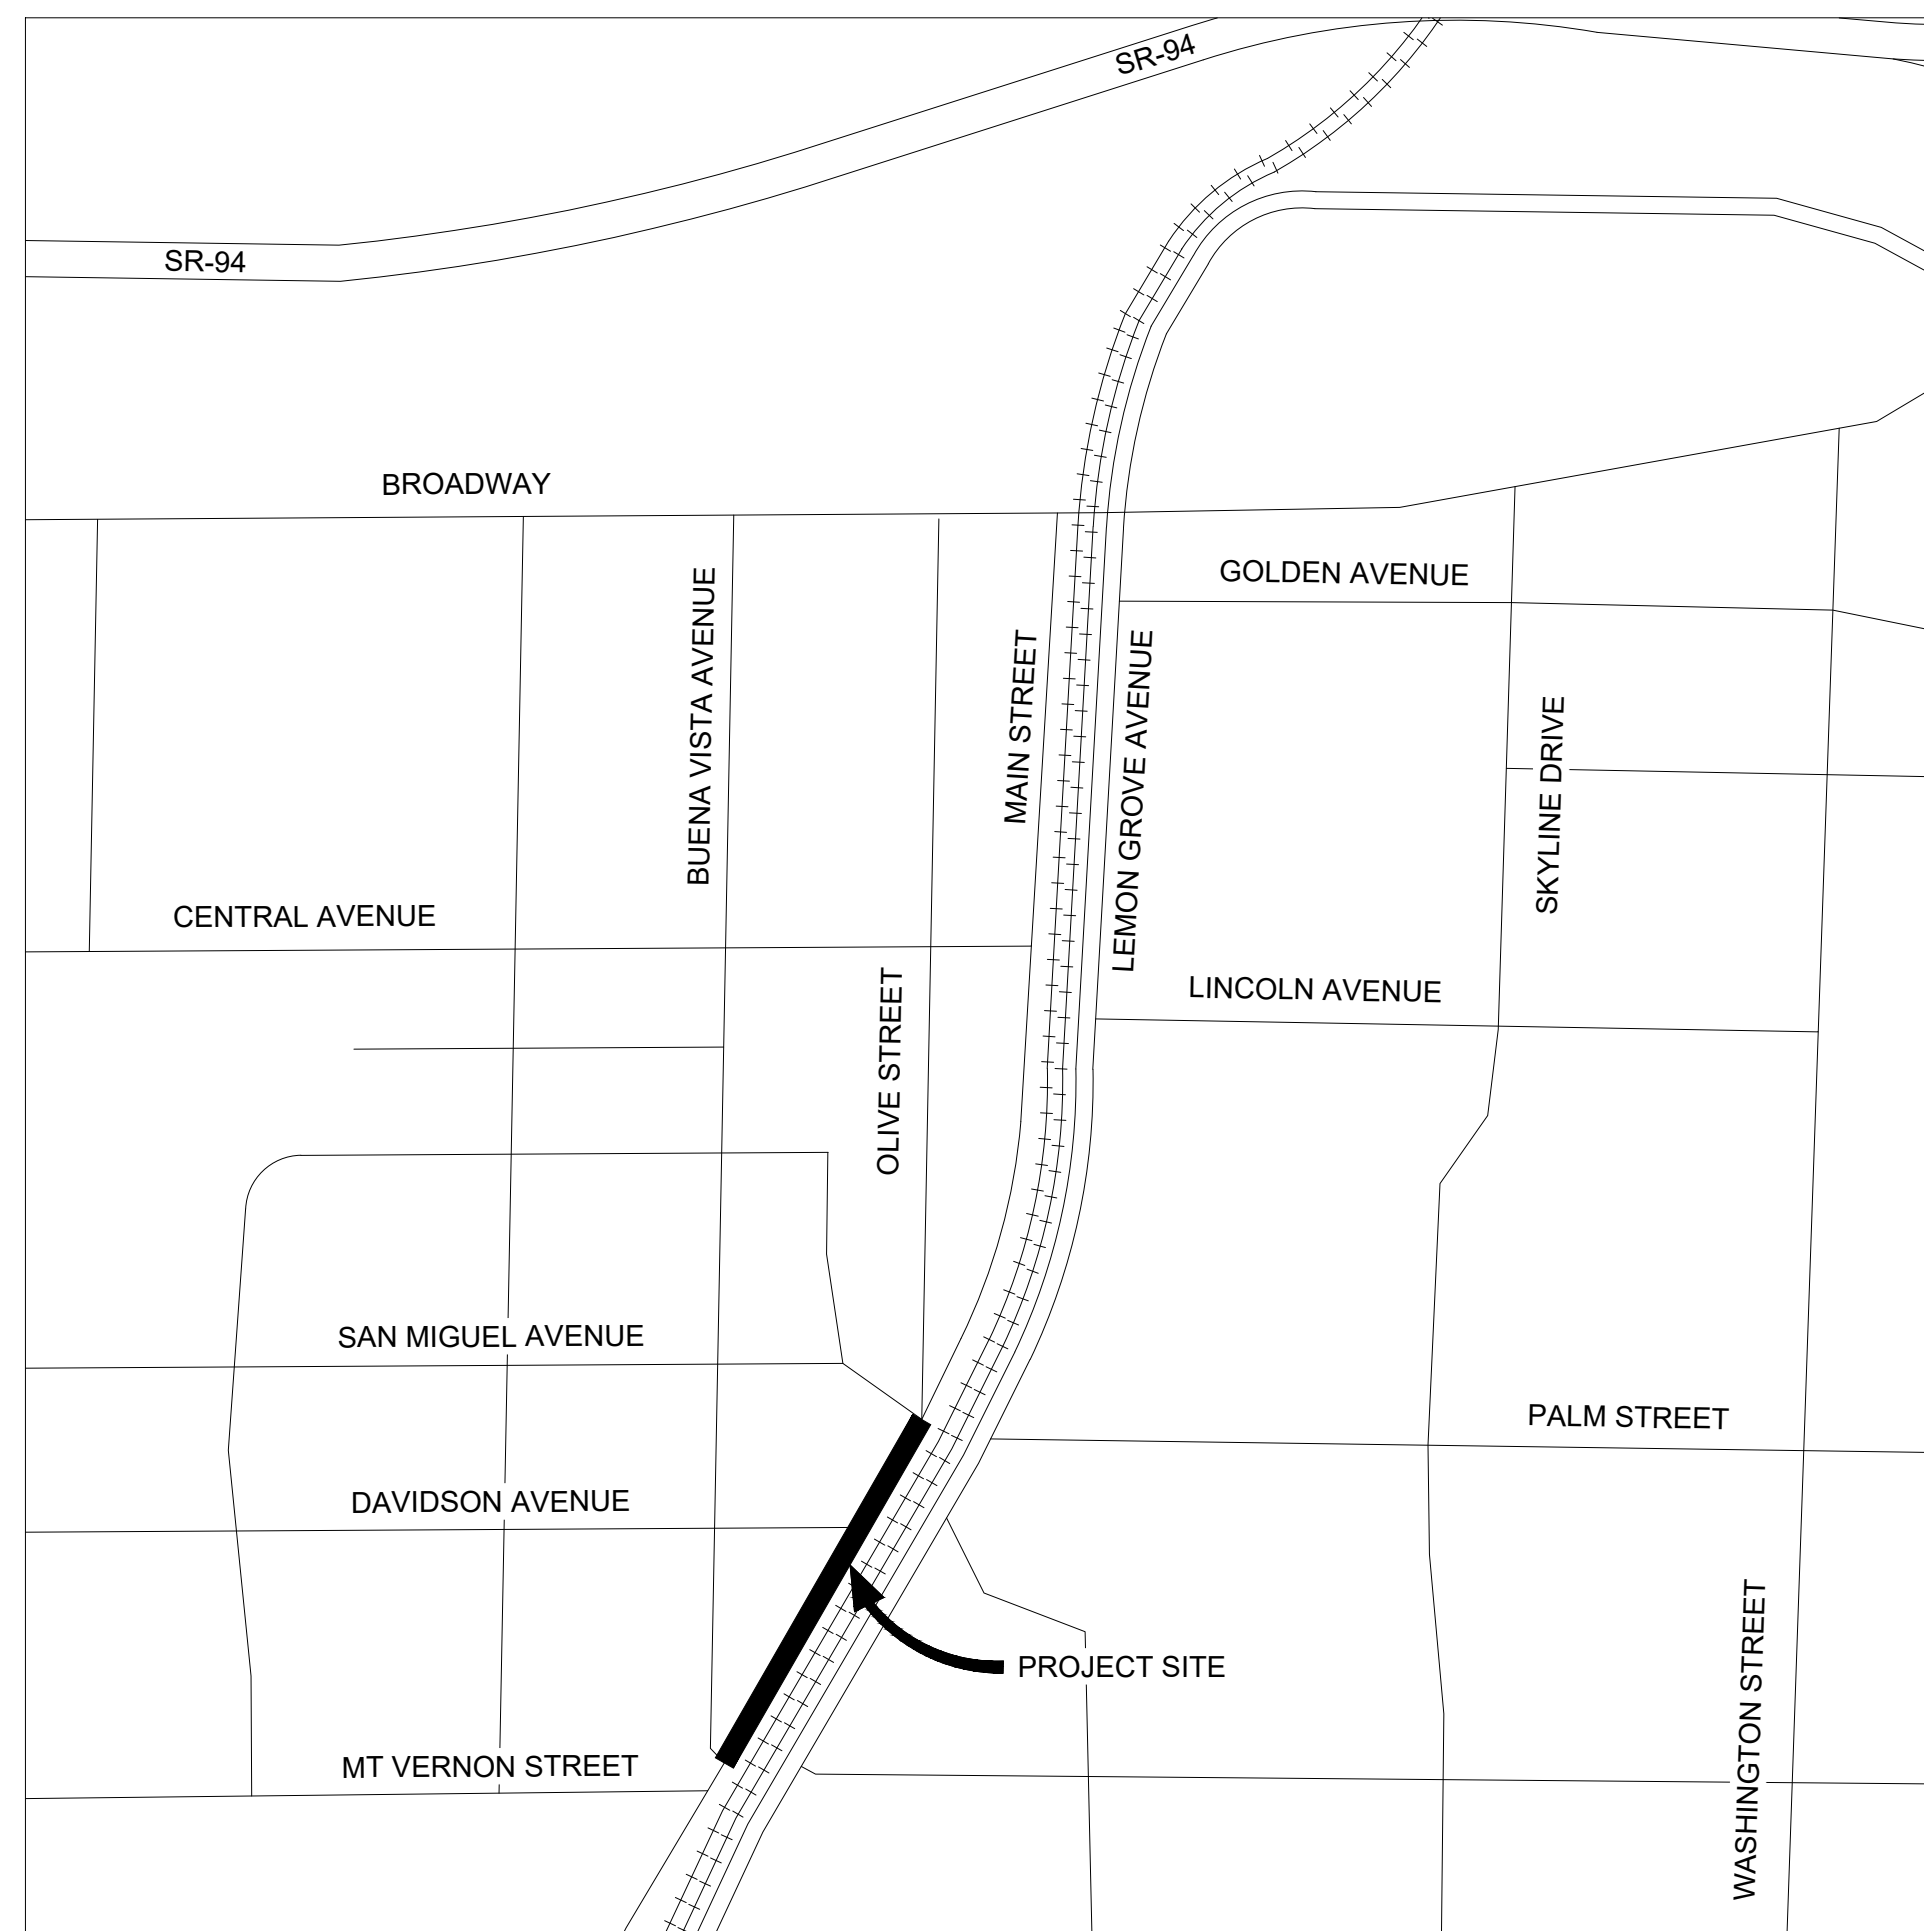 SR-94
SR-94
BROADWAY
GOLDEN AVENUE
BUENA VISTA AVENUE
MAIN STREET
LEMON GROVE AVENUE
SKYLINE DRIVE
CENTRAL AVENUE
OLIVE STREET
LINCOLN AVENUE
SAN MIGUEL AVENUE
PALM STREET
DAVIDSON AVENUE
WASHINGTON STREET
PROJECT SITE
MT VERNON STREET